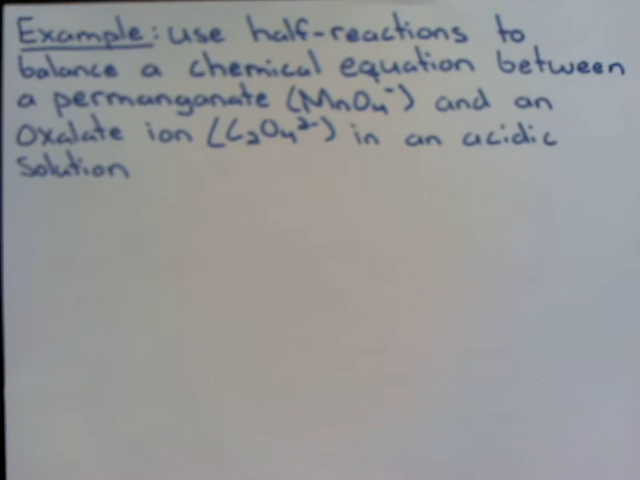 Example: use half-reactions to
balance a chemical equation between
a permanganate (MnO₄⁻) and an
oxalate ion (C₂O₄²⁻) in an acidic
solution